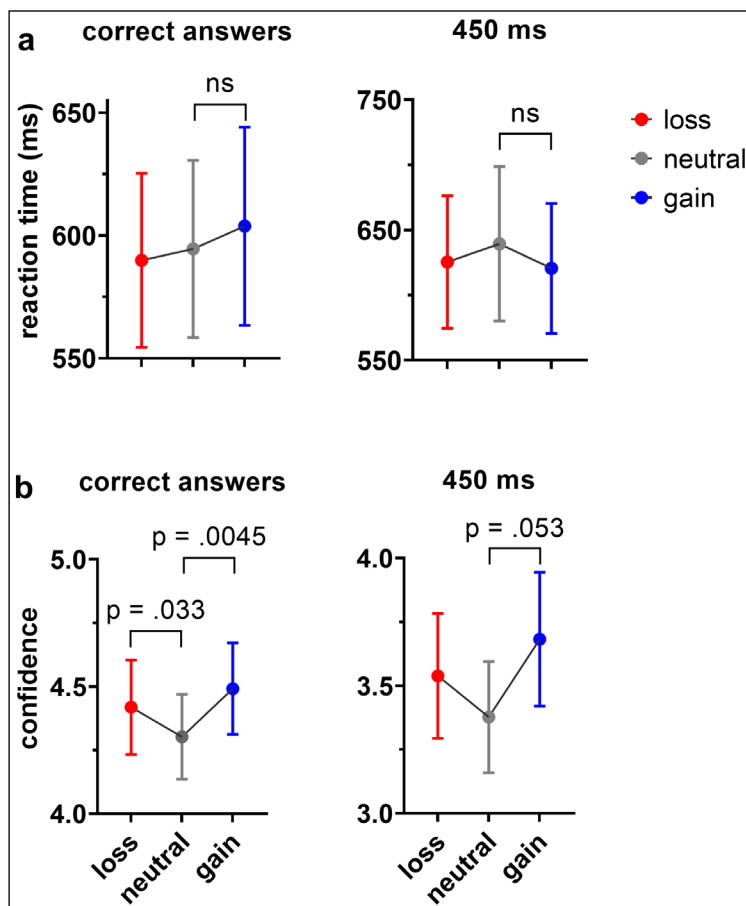 a
correct answers
450 ms
reaction time (ms)
650
600
550
ns
750
650
550
ns
loss
neutral
gain
b
correct answers
450 ms
confidence
5.0
4.5
4.0
p = .0045
p = .033
loss
neutral
gain
4.0
3.5
3.0
p = .053
loss
neutral
gain